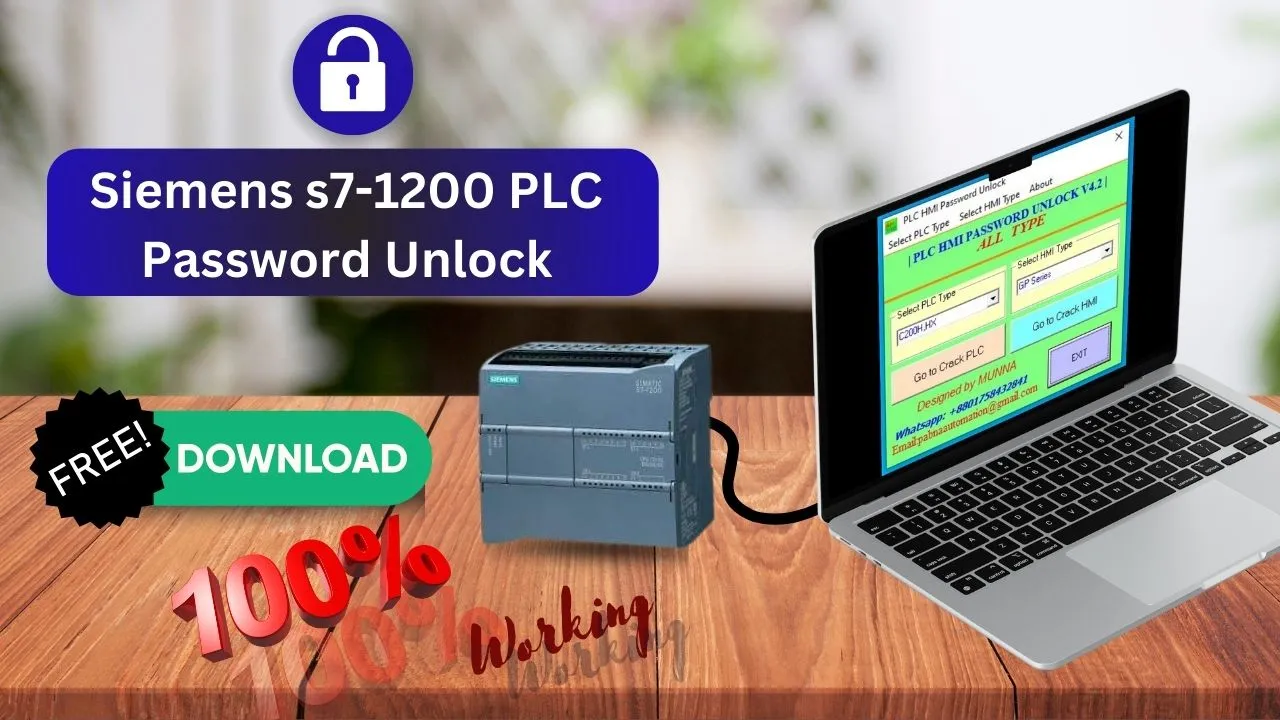 Siemens s7-1200 PLC
Password Unlock
FREE!
DOWNLOAD
100%
Working
SIEMENS
SIMATIC
S7-1200
PLC HMI Password Unlock
Select PLC Type Select HMI Type About
| PLC HMI PASSWORD UNLOCK V4.2 |
ALL TYPE
Select PLC Type
C200H,HX
Select HMI Type
GP Series
Go to Crack PLC
Go to Crack HMI
EXIT
Designed by MUNNA
Whatsapp: +8801758432841
Email:pabnaautomation@gmail.com